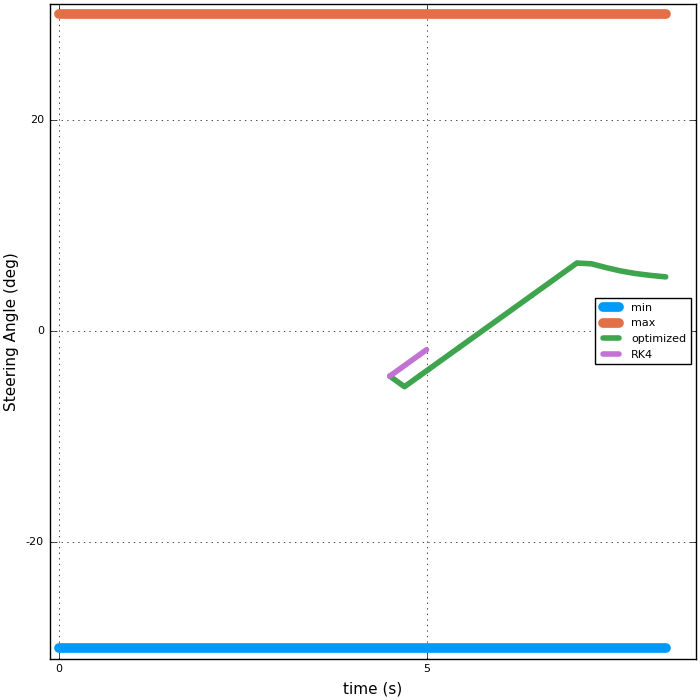 20
0
-20
Steering Angle (deg)
min
max
optimized
RK4
0
5
time (s)